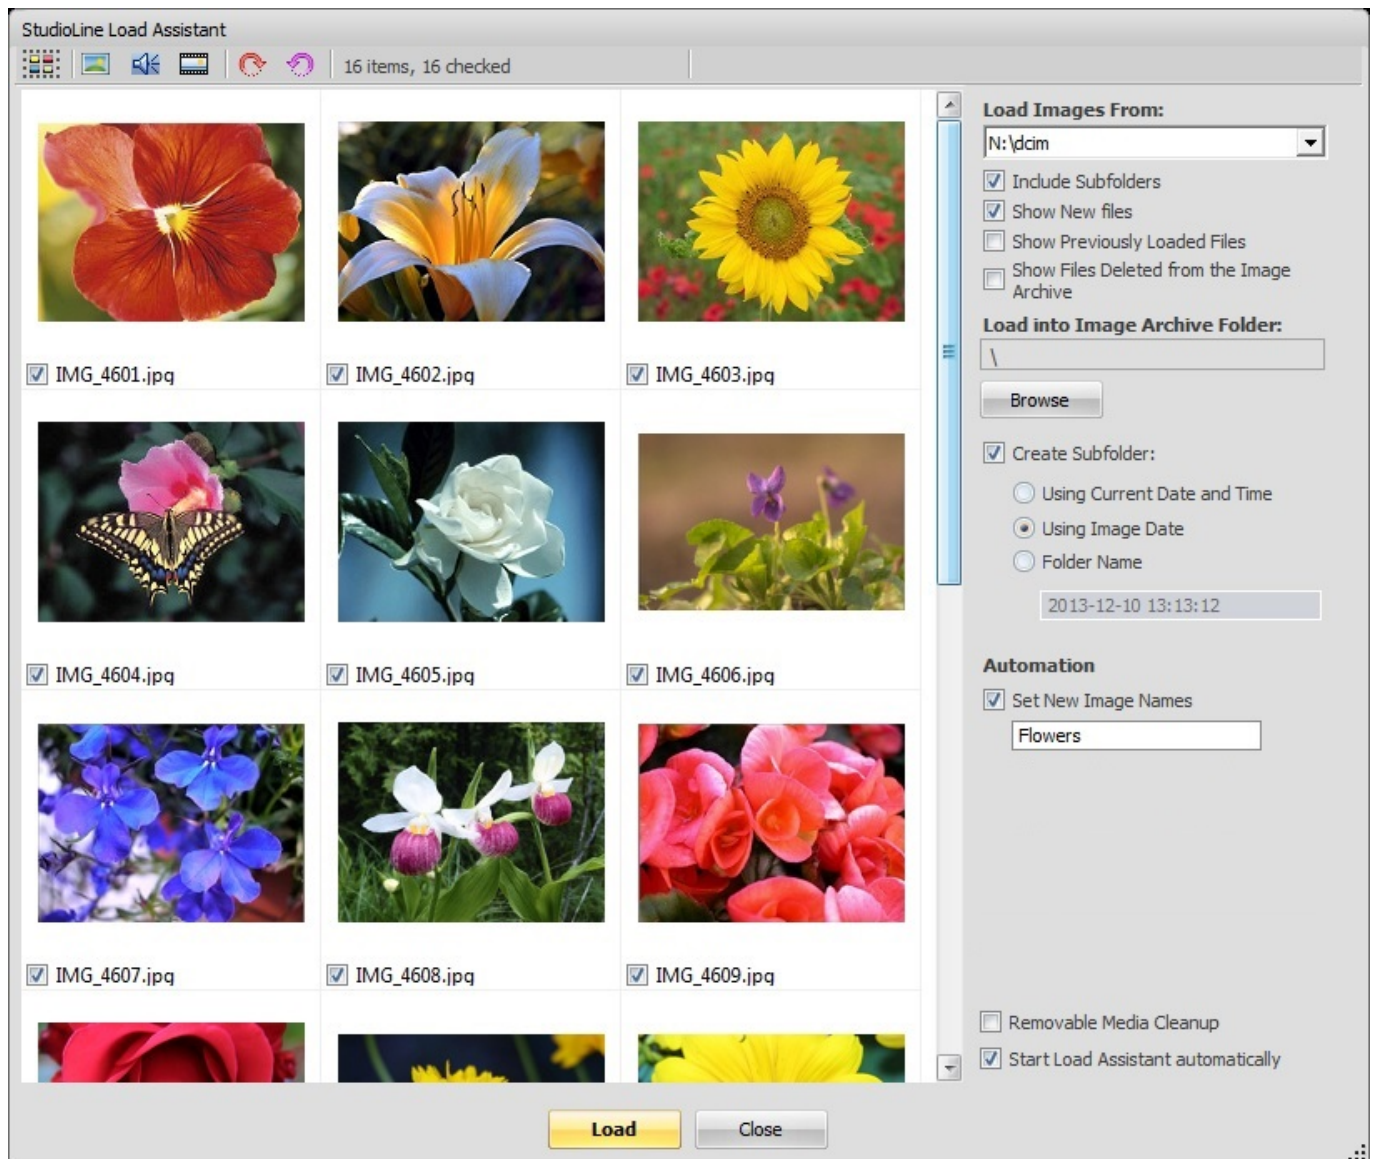 StudioLine Load Assistant
16 items, 16 checked
IMG_4601.jpg
IMG_4602.jpg
IMG_4603.jpg
IMG_4604.jpg
IMG_4605.jpg
IMG_4606.jpg
IMG_4607.jpg
IMG_4608.jpg
IMG_4609.jpg
Load Images From:
N:\dcim
Include Subfolders
Show New files
Show Previously Loaded Files
Show Files Deleted from the Image
Archive
Load into Image Archive Folder:
\
Browse
Create Subfolder:
Using Current Date and Time
Using Image Date
Folder Name
2013-12-10 13:13:12
Automation
Set New Image Names
Flowers
Removable Media Cleanup
Start Load Assistant automatically
Load
Close